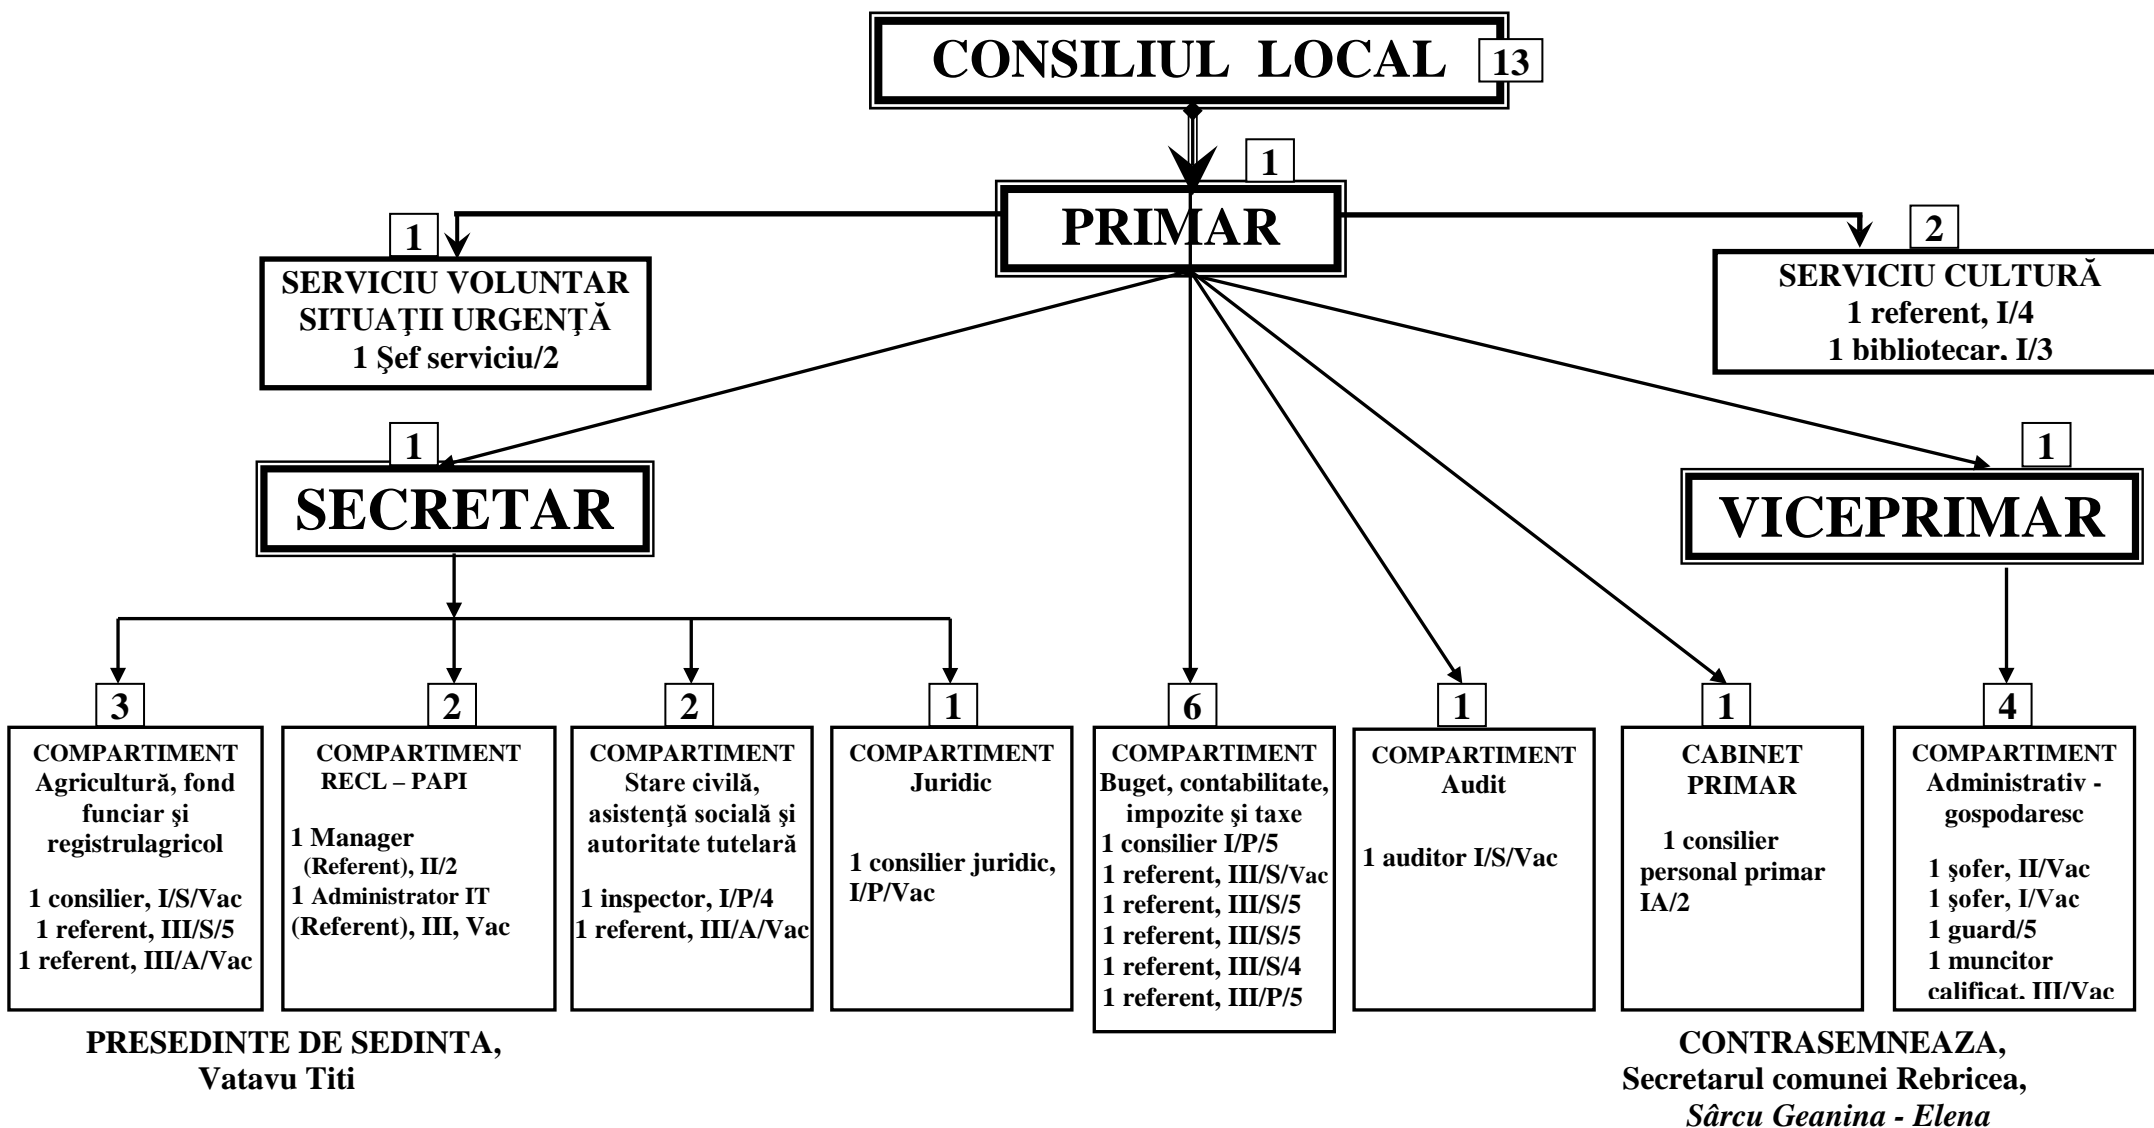 CONSILIUL LOCAL
13
1
PRIMAR
1
SERVICIU VOLUNTAR
SITUAŢII URGENŢĂ
1 Şef serviciu/2
2
SERVICIU CULTURĂ
1 referent, I/4
1 bibliotecar, I/3
1
SECRETAR
1
VICEPRIMAR
3
COMPARTIMENT
Agricultură, fond
funciar şi
registrulagricol
1 consilier, I/S/Vac
1 referent, III/S/5
1 referent, III/A/Vac
2
COMPARTIMENT
RECL – PAPI
1 Manager
(Referent), II/2
1 Administrator IT
(Referent), III, Vac
2
COMPARTIMENT
Stare civilă,
asistenţă socială şi
autoritate tutelară
1 inspector, I/P/4
1 referent, III/A/Vac
1
COMPARTIMENT
Juridic
1 consilier juridic,
I/P/Vac
6
COMPARTIMENT
Buget, contabilitate,
impozite şi taxe
1 consilier I/P/5
1 referent, III/S/Vac
1 referent, III/S/5
1 referent, III/S/5
1 referent, III/S/4
1 referent, III/P/5
1
COMPARTIMENT
Audit
1 auditor I/S/Vac
1
CABINET
PRIMAR
1 consilier
personal primar
IA/2
4
COMPARTIMENT
Administrativ -
gospodaresc
1 şofer, II/Vac
1 şofer, I/Vac
1 guard/5
1 muncitor
calificat, III/Vac
PRESEDINTE DE SEDINTA,
Vatavu Titi
CONTRASEMNEAZA,
Secretarul comunei Rebricea,
Sârcu Geanina - Elena